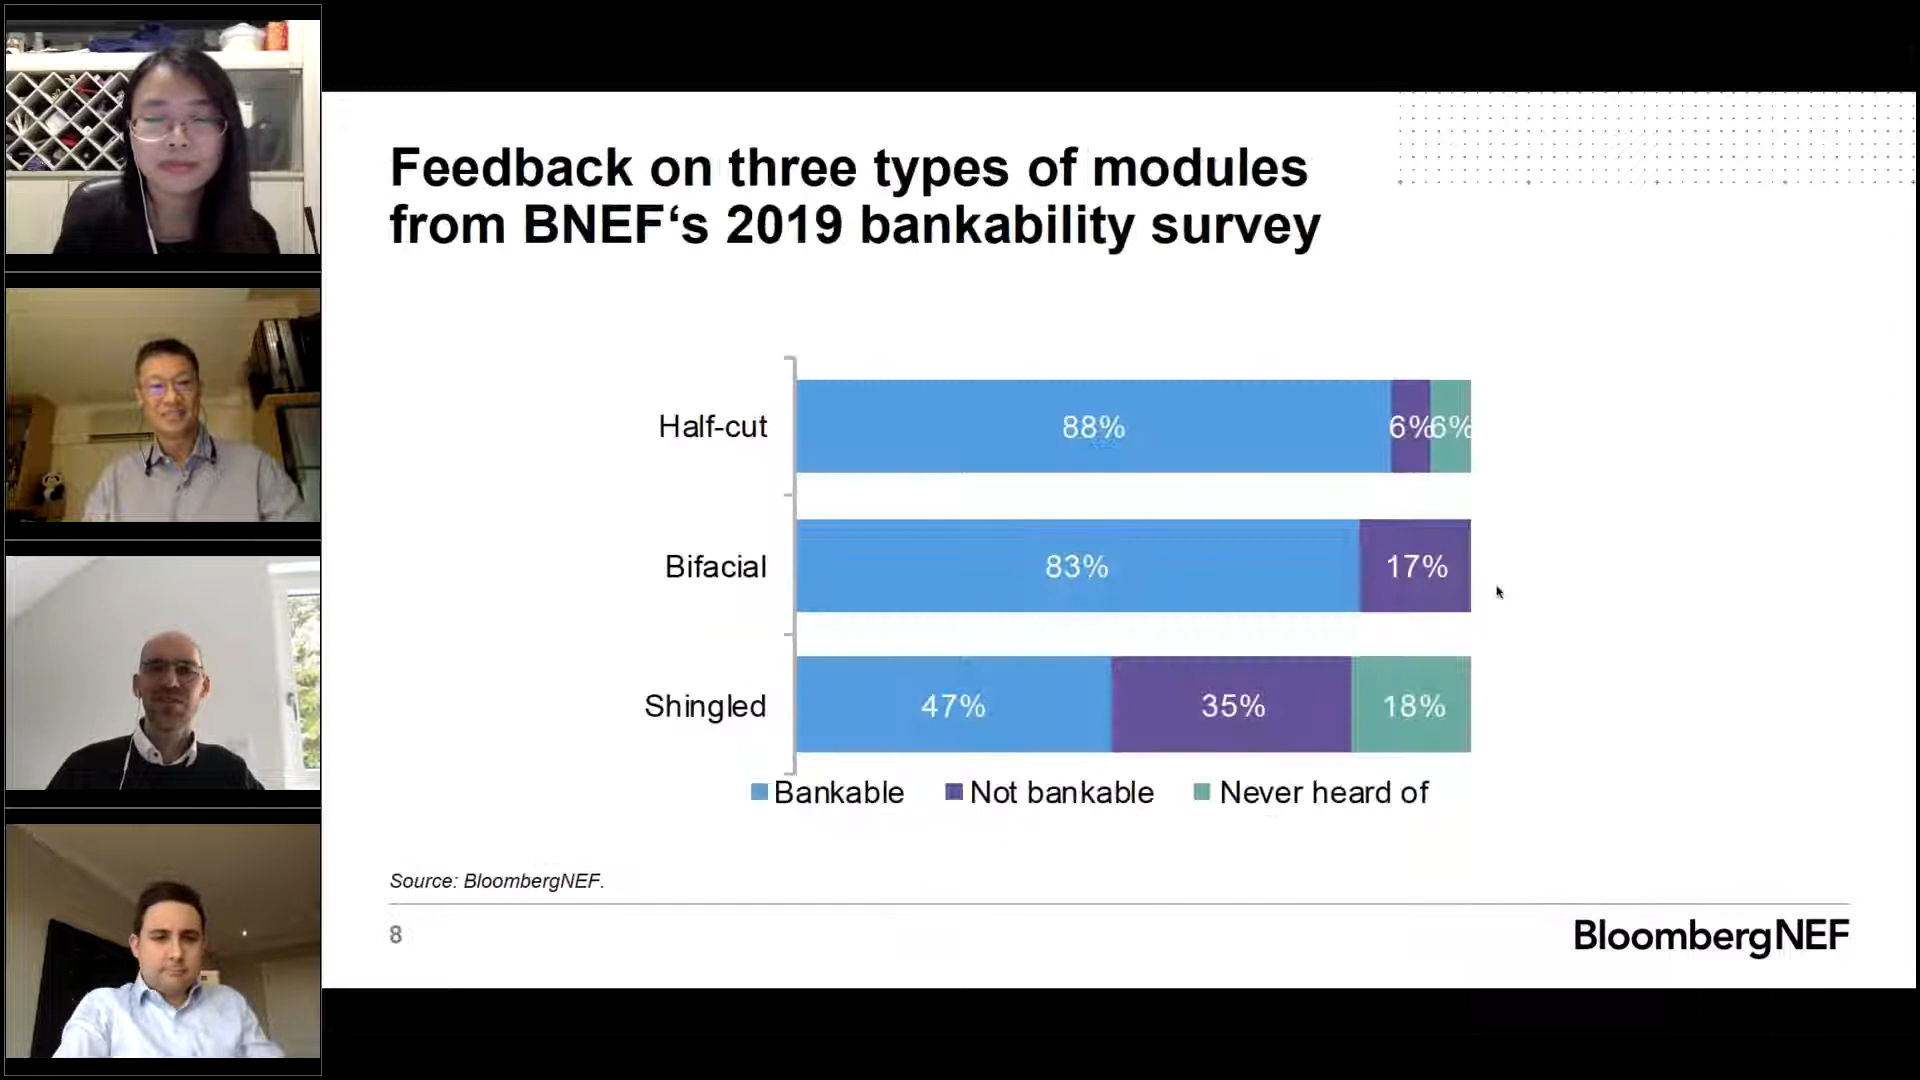 Feedback on three types of modules
from BNEF‘s 2019 bankability survey
Half-cut
88%
6%
6%
Bifacial
83%
17%
Shingled
47%
35%
18%
Bankable
Not bankable
Never heard of
Source: BloombergNEF.
8
BloombergNEF